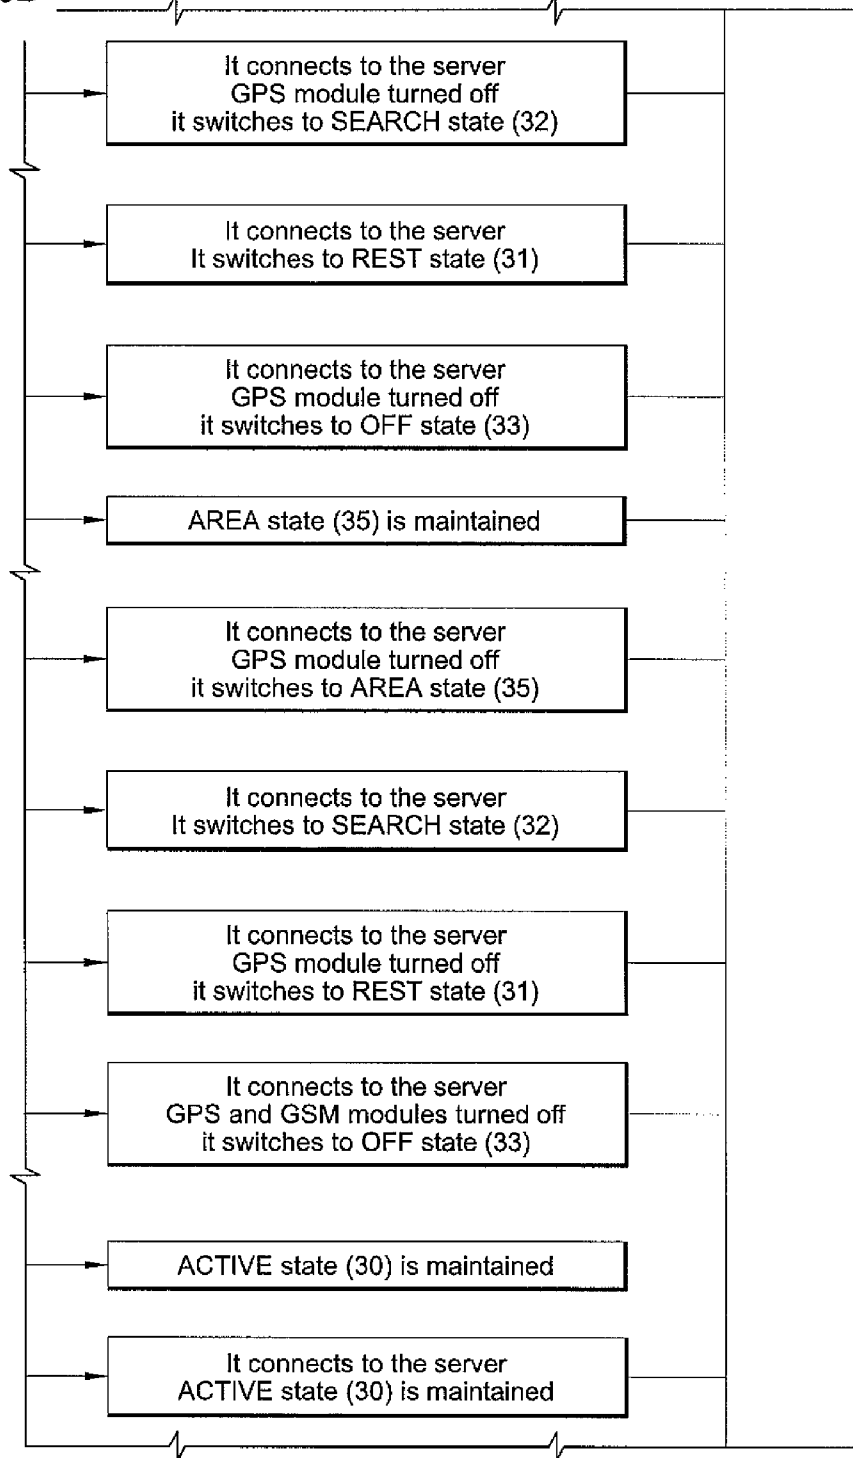 It connects to the server
GPS module turned off
it switches to SEARCH state (32)
It connects to the server
It switches to REST state (31)
It connects to the server
GPS module turned off
it switches to OFF state (33)
AREA state (35) is maintained
It connects to the server
GPS module turned off
it switches to AREA state (35)
It connects to the server
It switches to SEARCH state (32)
It connects to the server
GPS module turned off
it switches to REST state (31)
It connects to the server
GPS and GSM modules turned off
it switches to OFF state (33)
ACTIVE state (30) is maintained
It connects to the server
ACTIVE state (30) is maintained